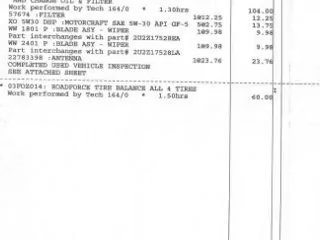 AND CHANGE OIL & FILTER
Work performed by Tech 164/0 * 1.30hrs 104.00
57674 :FILTER 1012.25 12.25
XO 5W30 DSP :MOTORCRAFT SAE 5W-30 API GF-5 502.75 13.75
WW 1801 P :BLADE ASY - WIPER 109.98 9.98
Part interchanges with part# 2U2Z17528EA
WW 2401 P :BLADE ASY - WIPER 109.98 9.98
Part interchanges with part# 2U2Z17528LA
22783198 :ANTENNA 1023.76 23.76
COMPLETED USED VEHICLE INSPECTION
SEE ATTACHED SHEET
* 03FOZ014: ROADFORCE TIRE BALANCE ALL 4 TIRES
Work performed by Tech 164/0 * 1.50hrs 60.00